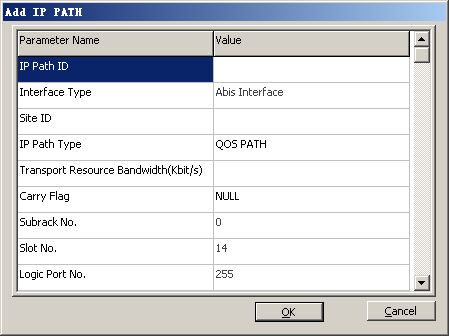 Add IP PATH
Parameter Name Value
IP Path ID
Interface Type Abis Interface
Site ID
IP Path Type QOS PATH
Transport Resource Bandwidth(Kbit/s)
Carry Flag NULL
Subrack No. 0
Slot No. 14
Logic Port No. 255
OK Cancel